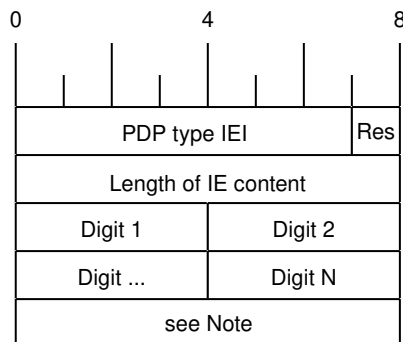 0 4 8
PDP type IEI Res
Length of IE content
Digit 1 Digit 2
Digit ... Digit N
see Note